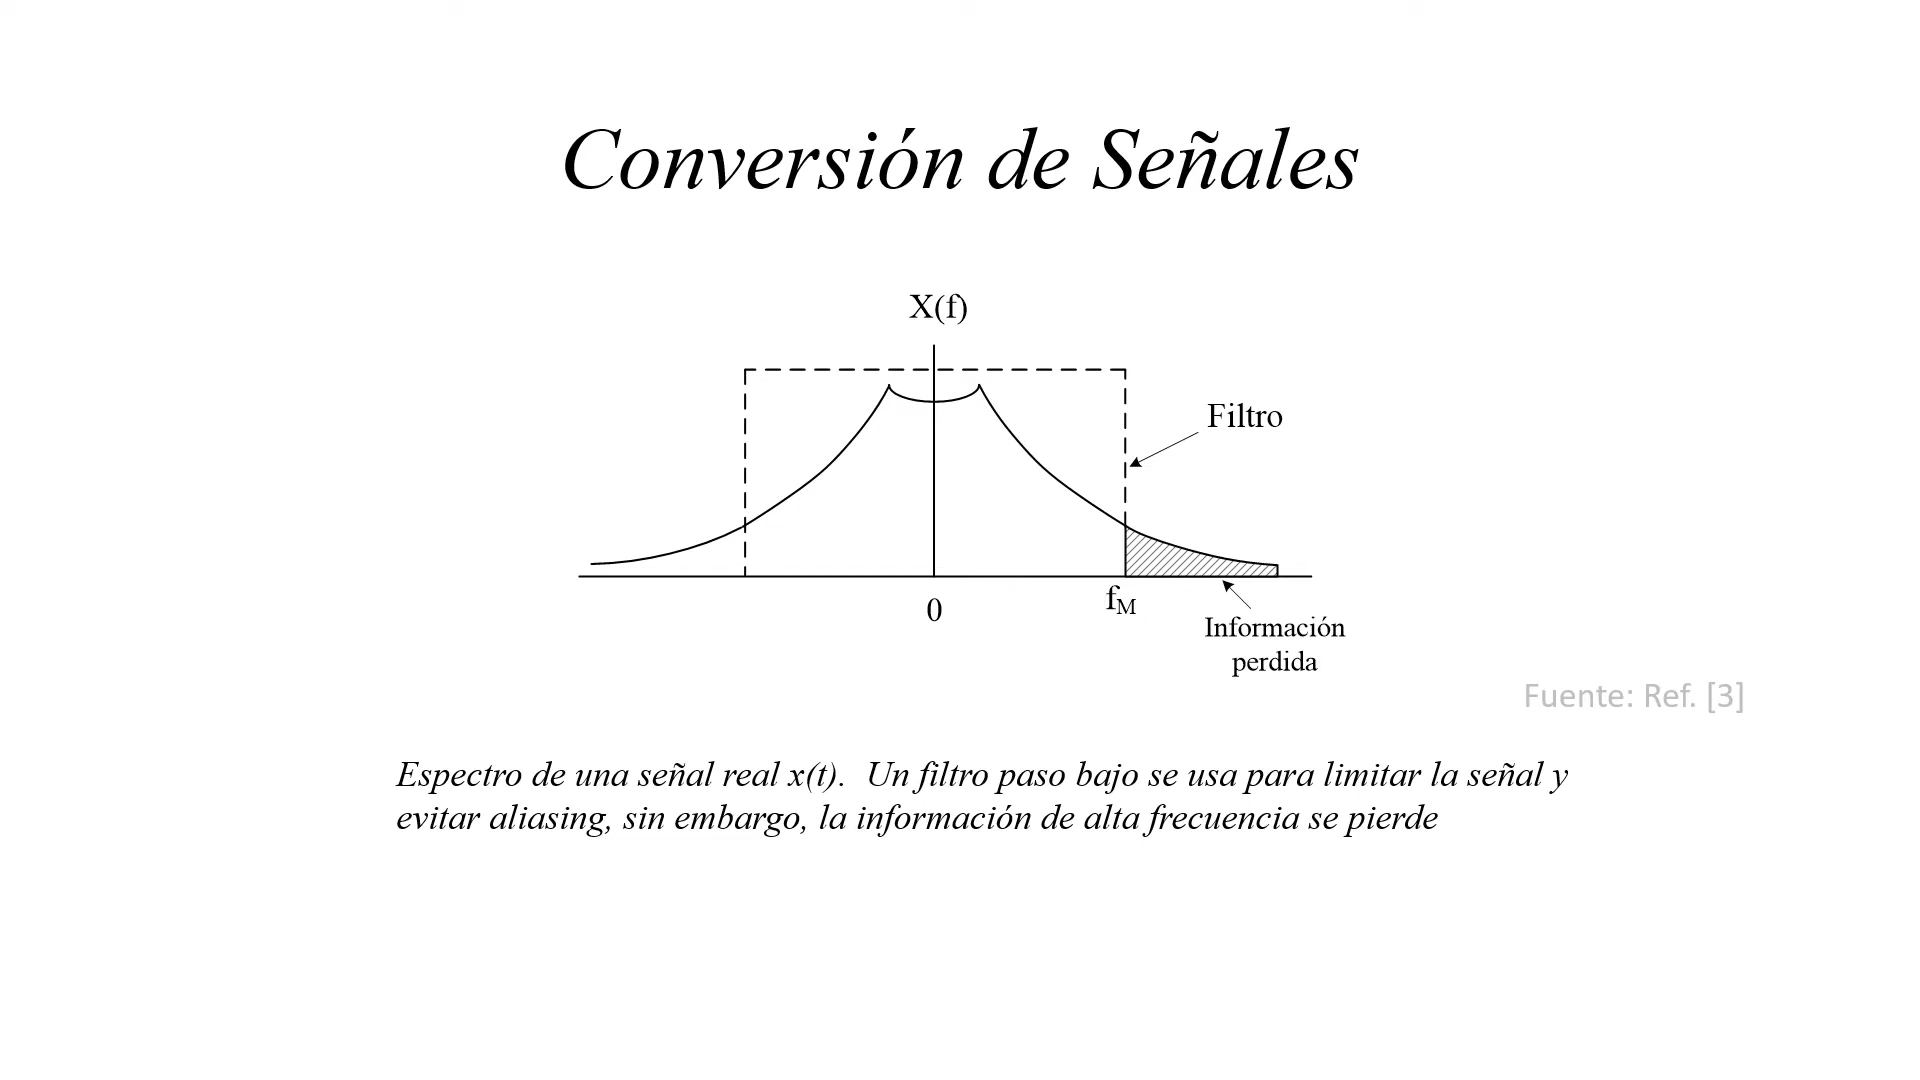 Conversión de Señales
X(f)
Filtro
0
fM
Información
perdida
Fuente: Ref. [3]
Espectro de una señal real x(t). Un filtro paso bajo se usa para limitar la señal y
evitar aliasing, sin embargo, la información de alta frecuencia se pierde